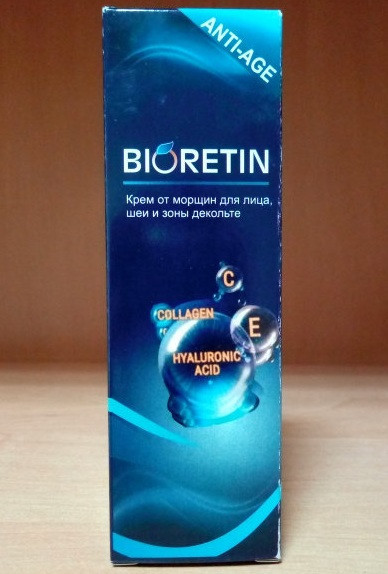 ANTI-AGE
BIORETIN
Крем от морщин для лица,
шеи и зоны декольте
C
COLLAGEN
E
HYALURONIC
ACID